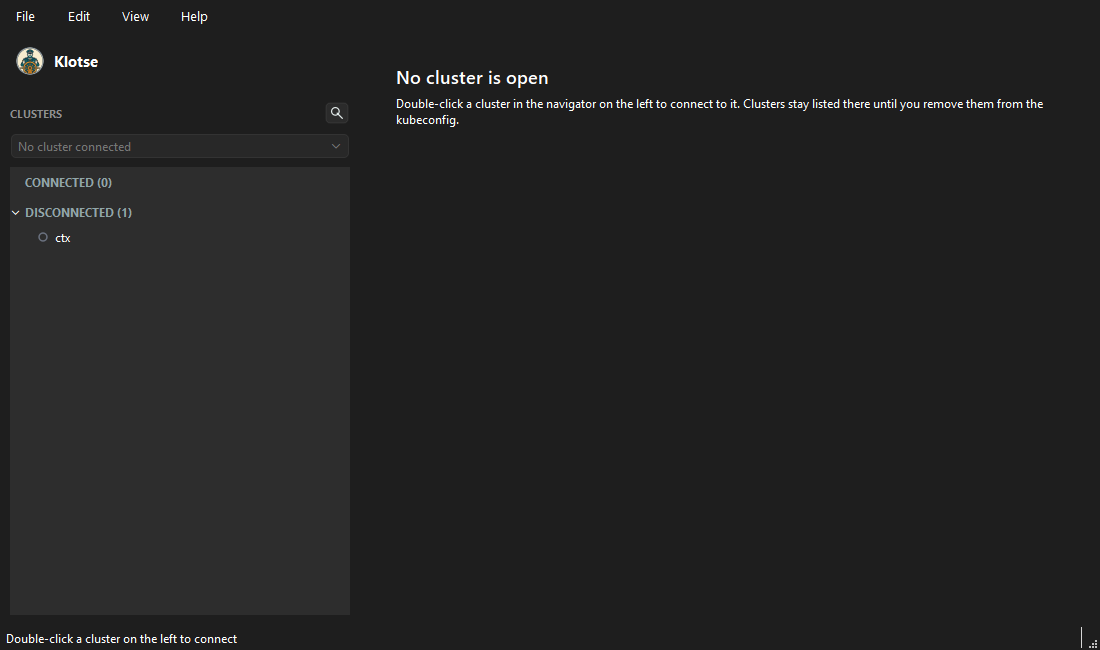 File Edit View Help
Klotse
CLUSTERS
No cluster connected
CONNECTED (0)
DISCONNECTED (1)
ctx
No cluster is open
Double-click a cluster in the navigator on the left to connect to it. Clusters stay listed there until you remove them from the
kubeconfig.
Double-click a cluster on the left to connect